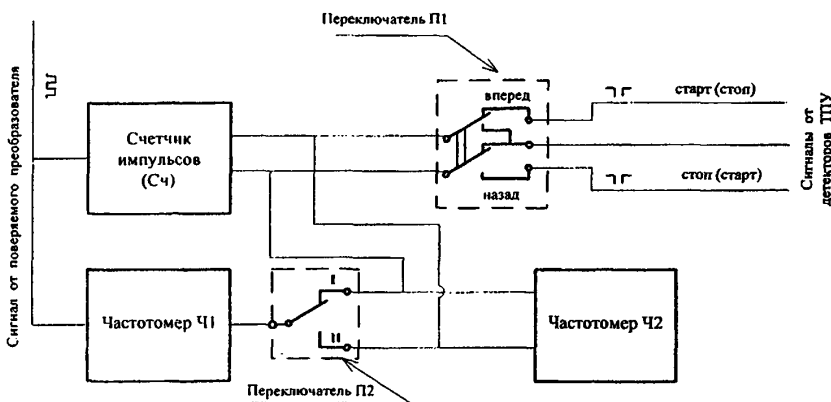 Переключатель П1
Сигнал от поверяемого преобразователя
Счетчик
импульсов
(Сч)
вперед
назад
старт (стоп)
стоп (старт)
Сигналы от
детекторов ТПУ
Частотомер Ч1
I
II
Частотомер Ч2
Переключатель П2